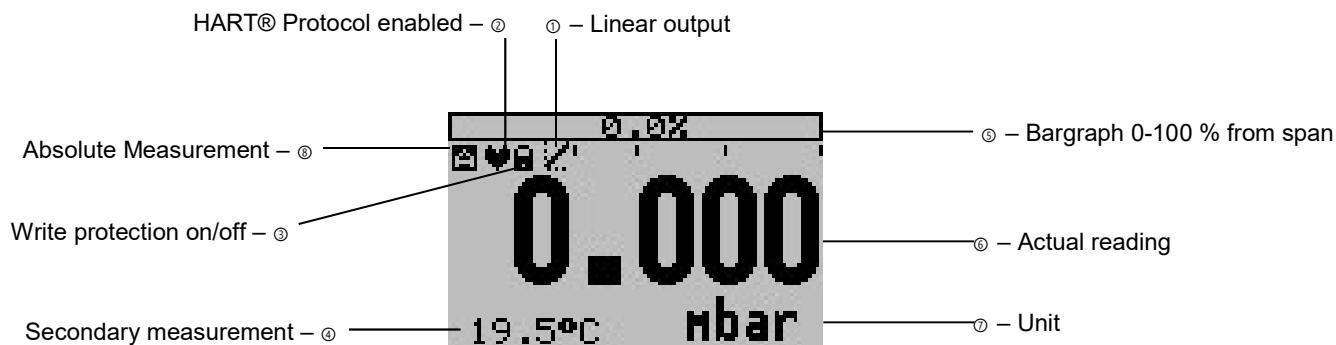 HART® Protocol enabled – ② ① – Linear output
0.0%
⑤ – Bargraph 0-100 % from span
Absolute Measurement – ⑧
Write protection on/off – ③
0.000
⑥ – Actual reading
Secondary measurement – ④
19.5°C
mbar
⑦ – Unit